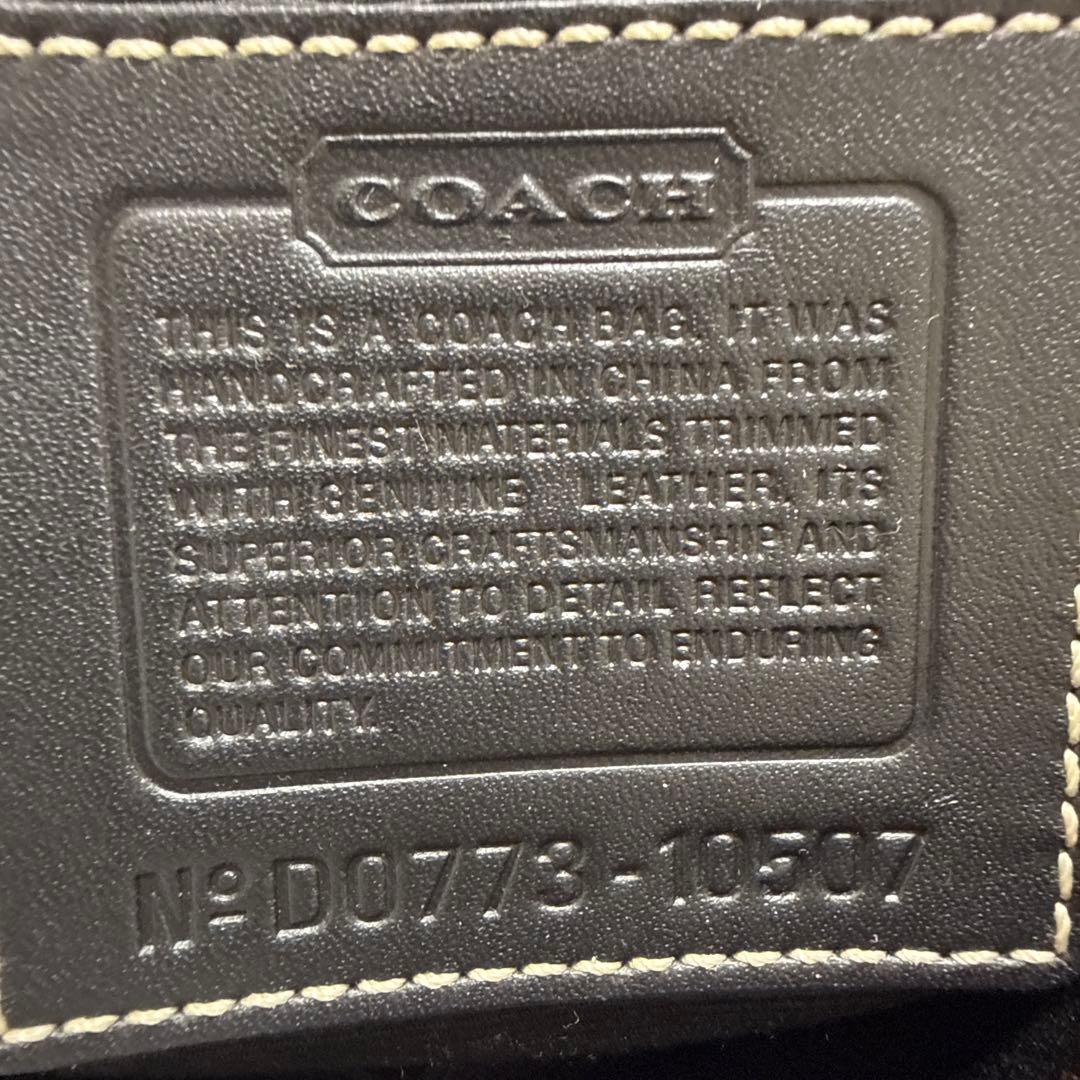 COACH
THIS IS A COACH BAG. IT WAS
HANDCRAFTED IN CHINA FROM
THE FINEST MATERIALS TRIMMED
WITH GENUINE LEATHER. ITS
SUPERIOR CRAFTSMANSHIP AND
ATTENTION TO DETAIL REFLECT
OUR COMMITMENT TO ENDURING
QUALITY.
Nº D0773-10507